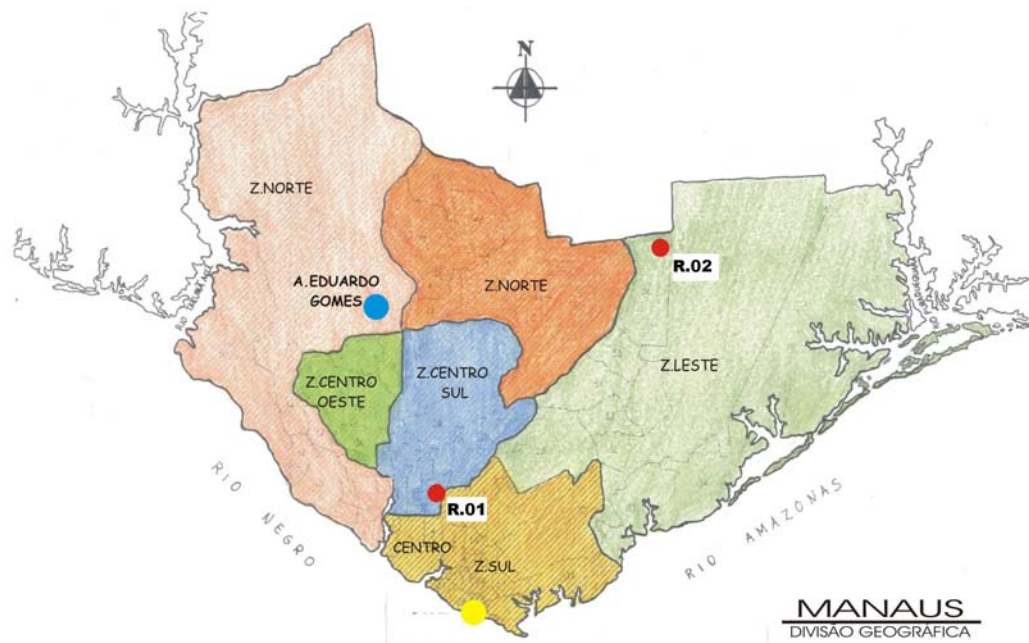 N
Z.NORTE
A.EDUARDO
GOMES
Z.NORTE
R.02
Z.CENTRO
OESTE
Z.CENTRO
SUL
Z.LESTE
R.01
CENTRO
Z.SUL
RIO NEGRO
RIO AMAZONAS
MANAUS
DIVISÃO GEOGRÁFICA